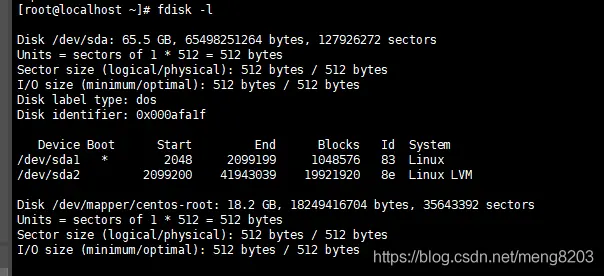 [root@localhost ~]# fdisk -l
Disk /dev/sda: 65.5 GB, 65498251264 bytes, 127926272 sectors
Units = sectors of 1 * 512 = 512 bytes
Sector size (logical/physical): 512 bytes / 512 bytes
I/O size (minimum/optimal): 512 bytes / 512 bytes
Disk label type: dos
Disk identifier: 0x000afa1f
Device Boot Start End Blocks Id System
/dev/sda1 * 2048 2099199 1048576 83 Linux
/dev/sda2 2099200 41943039 19921920 8e Linux LVM
Disk /dev/mapper/centos-root: 18.2 GB, 18249416704 bytes, 35643392 sectors
Units = sectors of 1 * 512 = 512 bytes
Sector size (logical/physical): 512 bytes / 512 bytes
I/O size (minimum/optimal): 512 bytes / 512 bytes
https://blog.csdn.net/meng8203